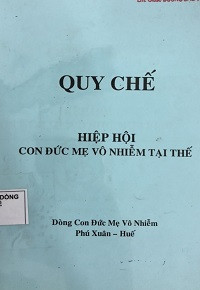 QUY CHẾ
HIỆP HỘI
CON ĐỨC MẸ VÔ NHIỄM TẠI THẾ
DÒNG
Dòng Con Đức Mẹ Vô Nhiễm
Phú Xuân – Huế